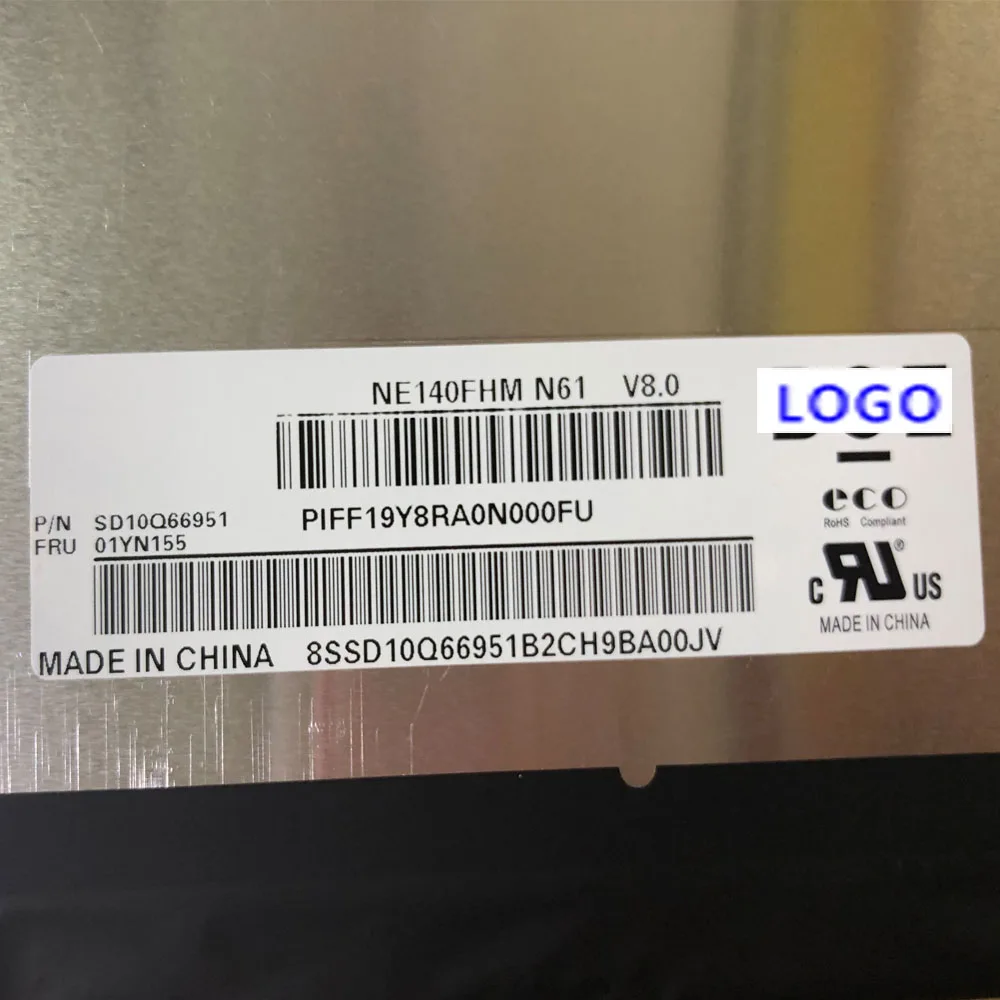 NE140FHM N61 V8.0
LOGO
PIFF19Y8RA0N000FU
P/N SD10Q66951
FRU 01YN155
eco
RoHS Compliant
C RU ® US
MADE IN CHINA
MADE IN CHINA 8SSD10Q66951B2CH9BA00JV